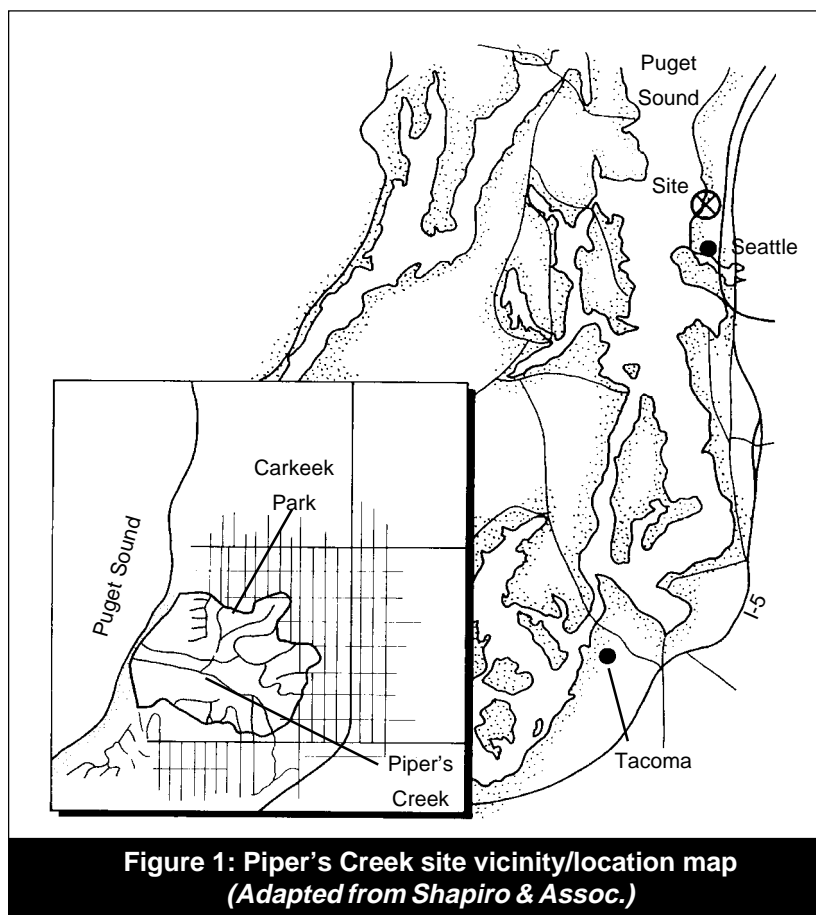 Puget
Sound
Site
Seattle
Carkeek
Park
Puget Sound
I-5
Tacoma
Piper's
Creek
Figure 1: Piper's Creek site vicinity/location map
(Adapted from Shapiro & Assoc.)